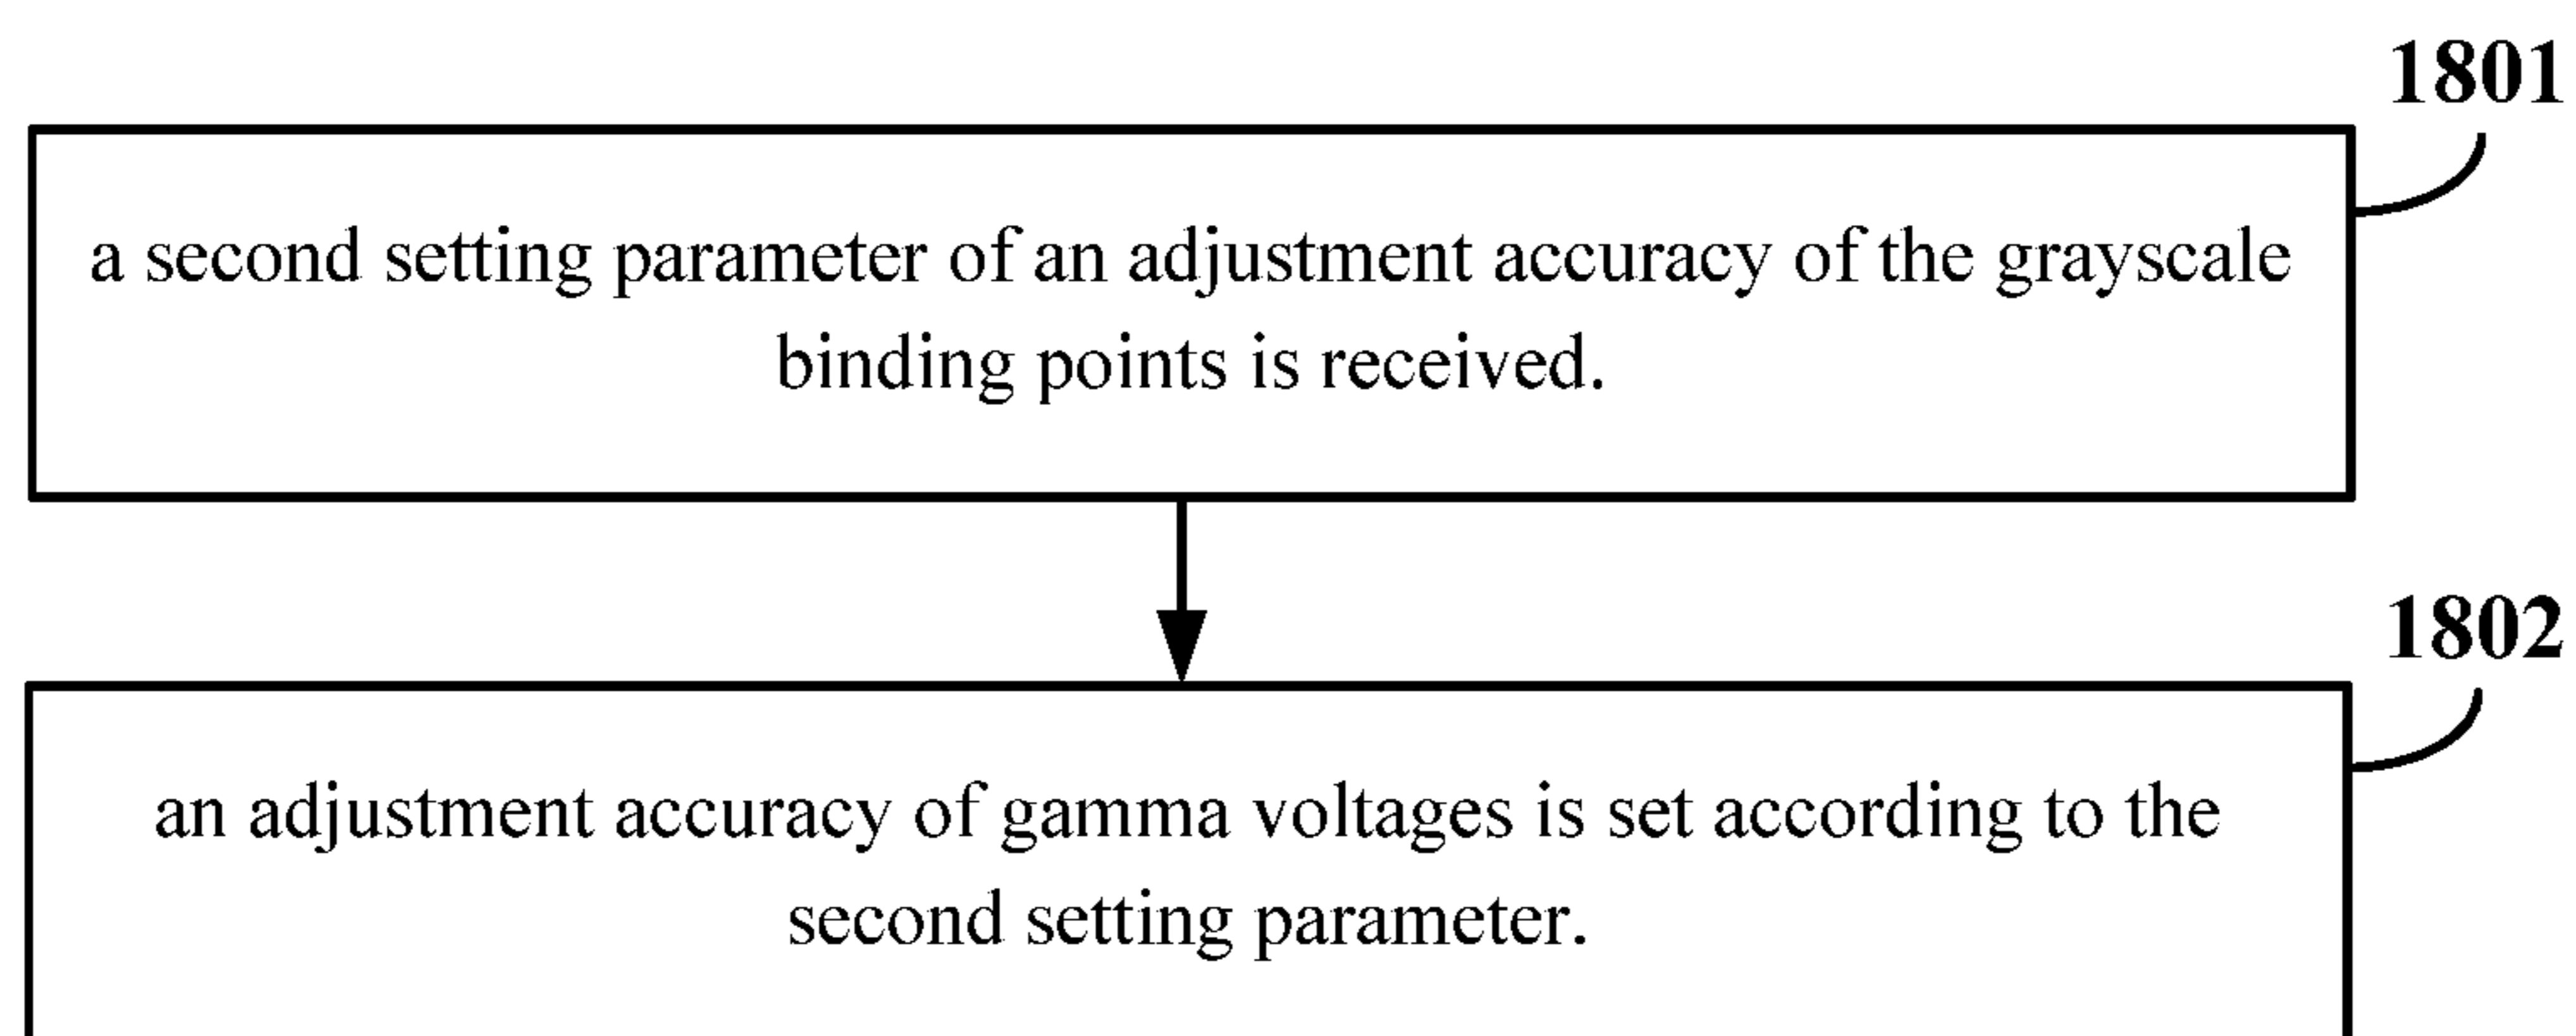 1801
a second setting parameter of an adjustment accuracy of the grayscale
binding points is received.
1802
an adjustment accuracy of gamma voltages is set according to the
second setting parameter.